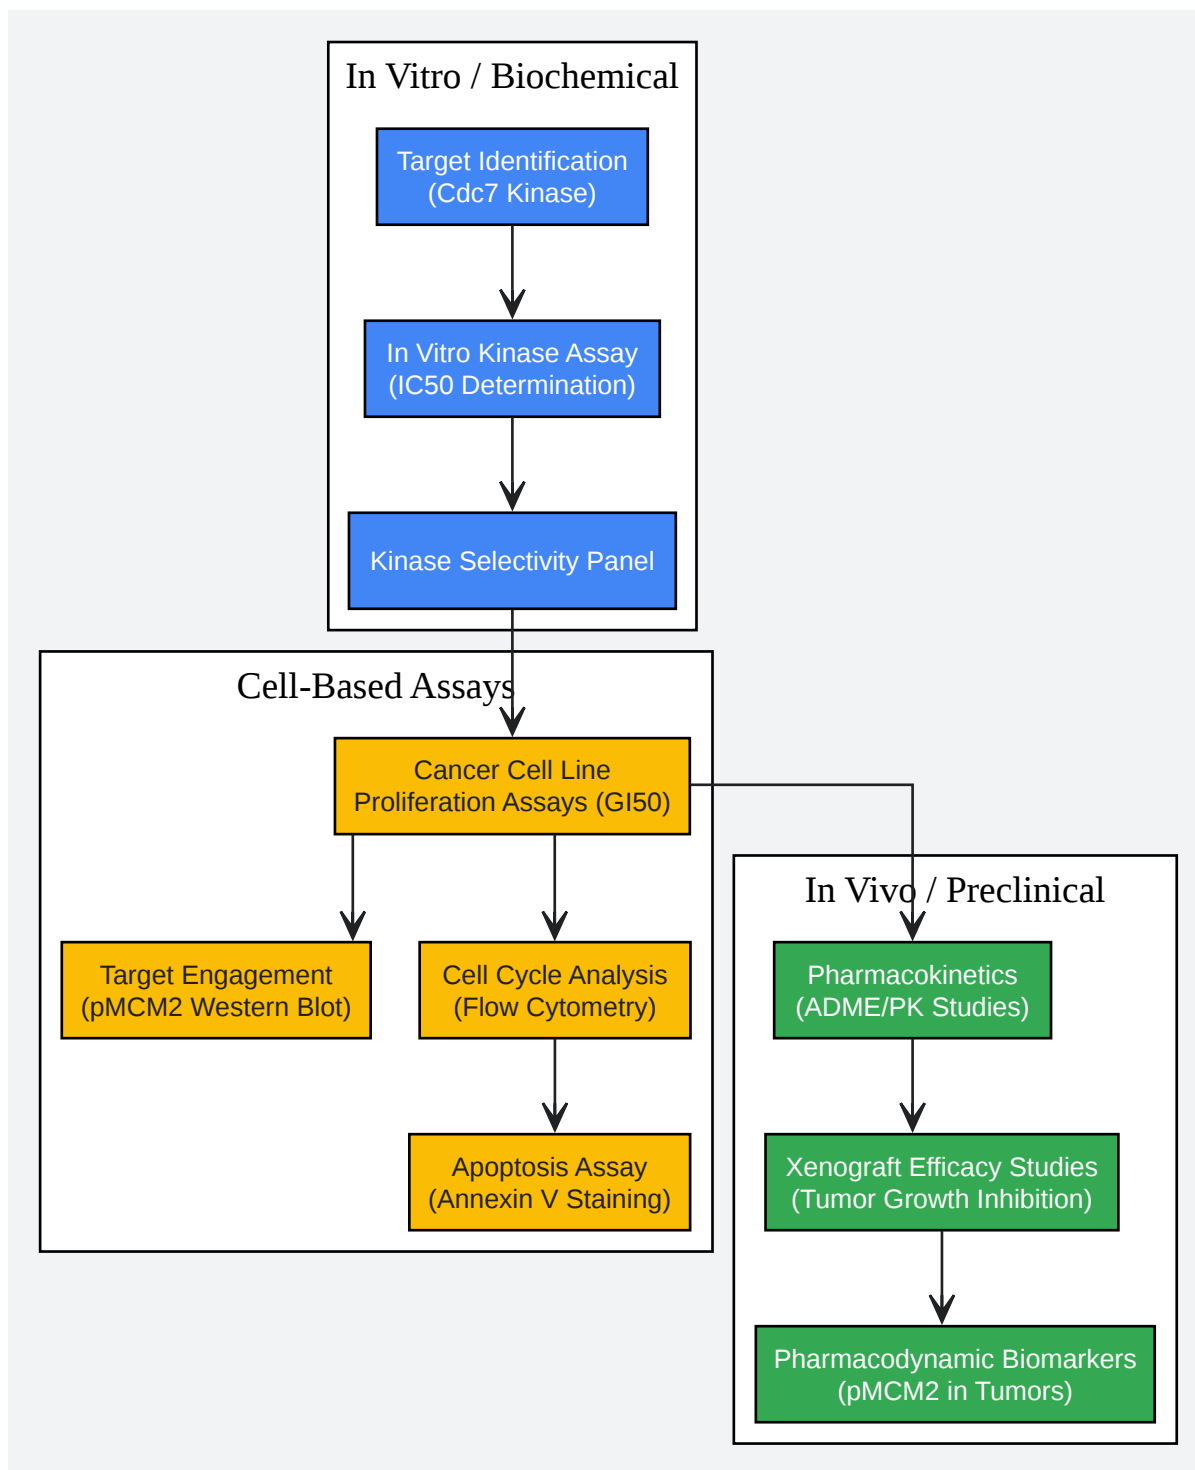 In Vitro / Biochemical
Target Identification
(Cdc7 Kinase)
In Vitro Kinase Assay
(IC50 Determination)
Kinase Selectivity Panel
Cell-Based Assays
Cancer Cell Line
Proliferation Assays (GI50)
Target Engagement
(pMCM2 Western Blot)
Cell Cycle Analysis
(Flow Cytometry)
Apoptosis Assay
(Annexin V Staining)
In Vivo / Preclinical
Pharmacokinetics
(ADME/PK Studies)
Xenograft Efficacy Studies
(Tumor Growth Inhibition)
Pharmacodynamic Biomarkers
(pMCM2 in Tumors)